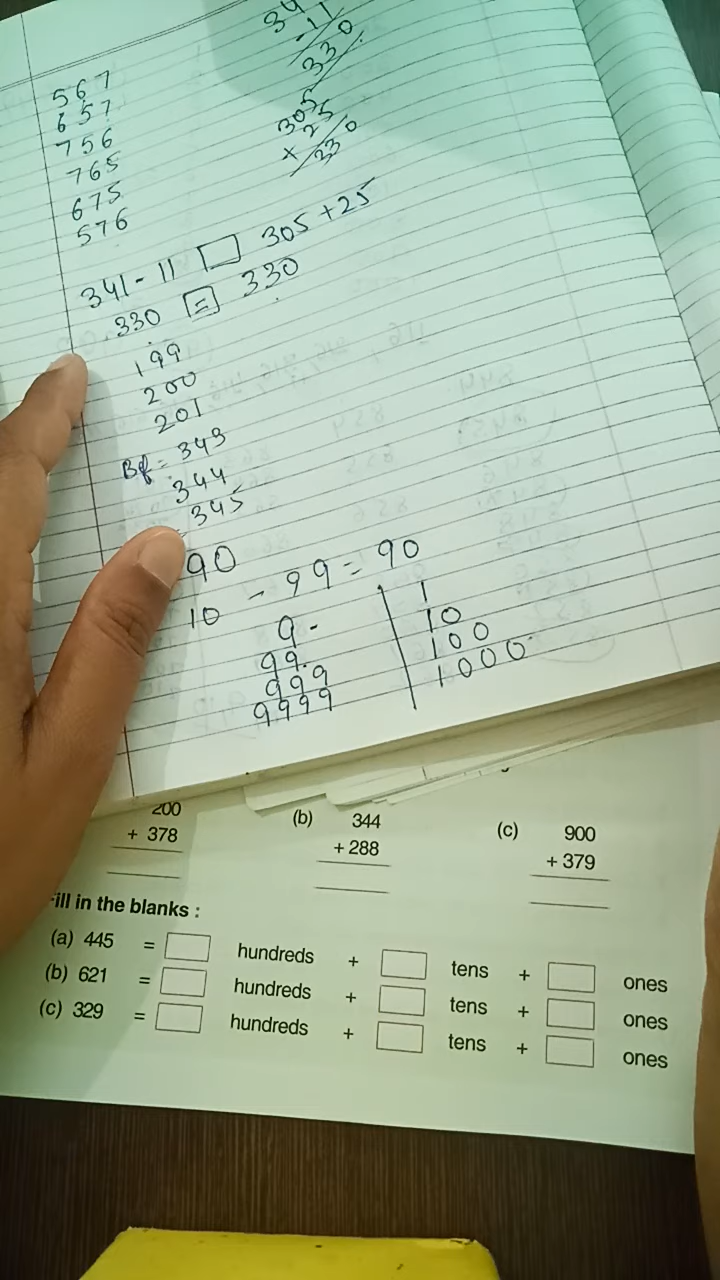 567
657
756
765
675
576
34
-11
330
305
× 25
330
341 - 11 □ 305 + 25
330 = 330
199
200
201
Bf = 343
344
= 345
90
10 - 99 = 90
9 - 1
99. 10
999 100
9999 1000
200
+ 378
(b) 344
+ 288
(c) 900
+ 379
ill in the blanks :
(a) 445 = □ hundreds + □ tens + □ ones
(b) 621 = □ hundreds + □ tens + □ ones
(c) 329 = □ hundreds + □ tens + □ ones